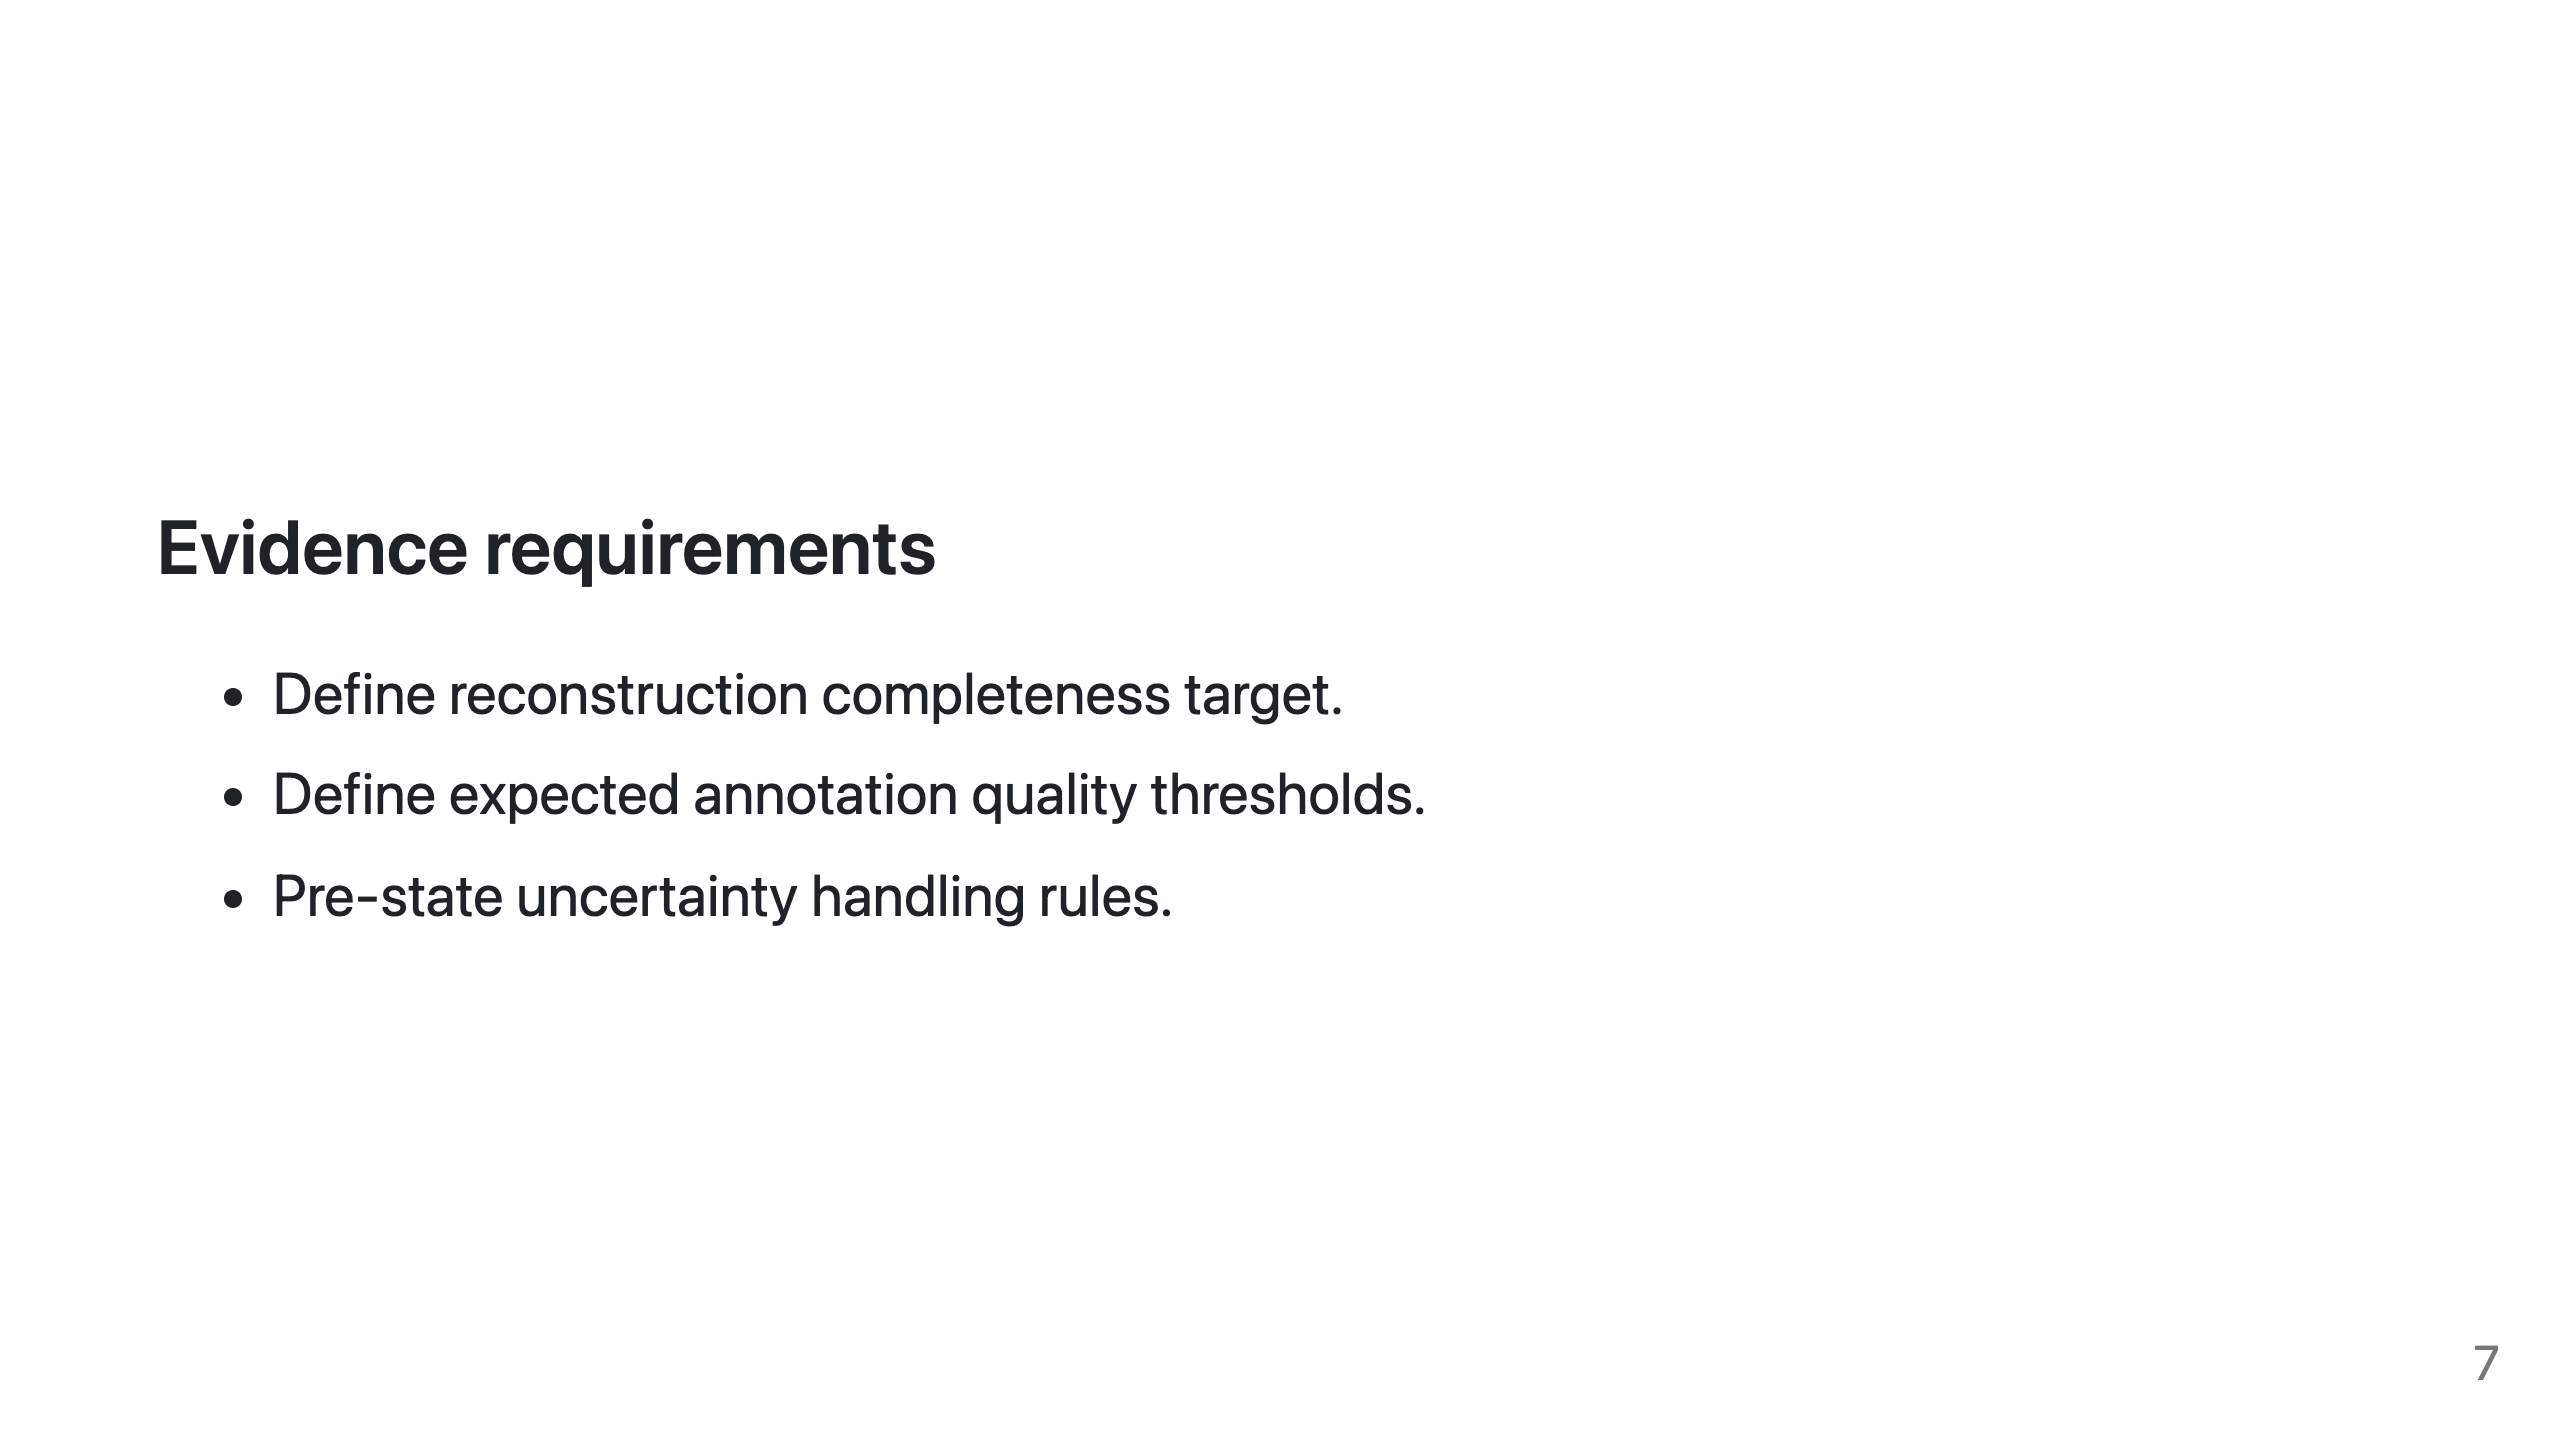 Evidence requirements
• Define reconstruction completeness target.
• Define expected annotation quality thresholds.
• Pre-state uncertainty handling rules.
7